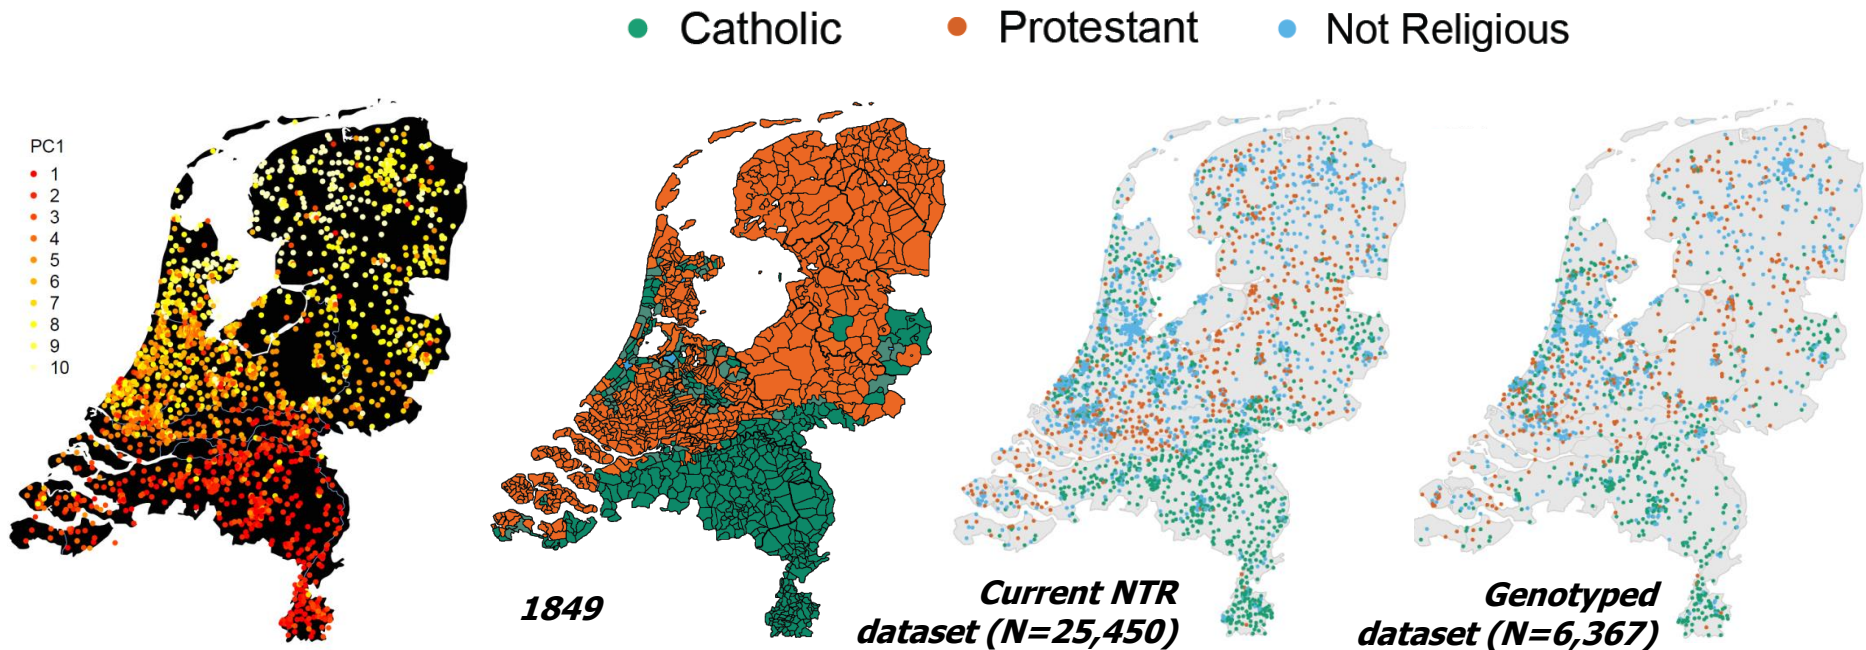 Catholic Protestant Not Religious
PC1
1
2
3
4
5
6
7
8
9
10
1849
Current NTR
dataset (N=25,450)
Genotyped
dataset (N=6,367)